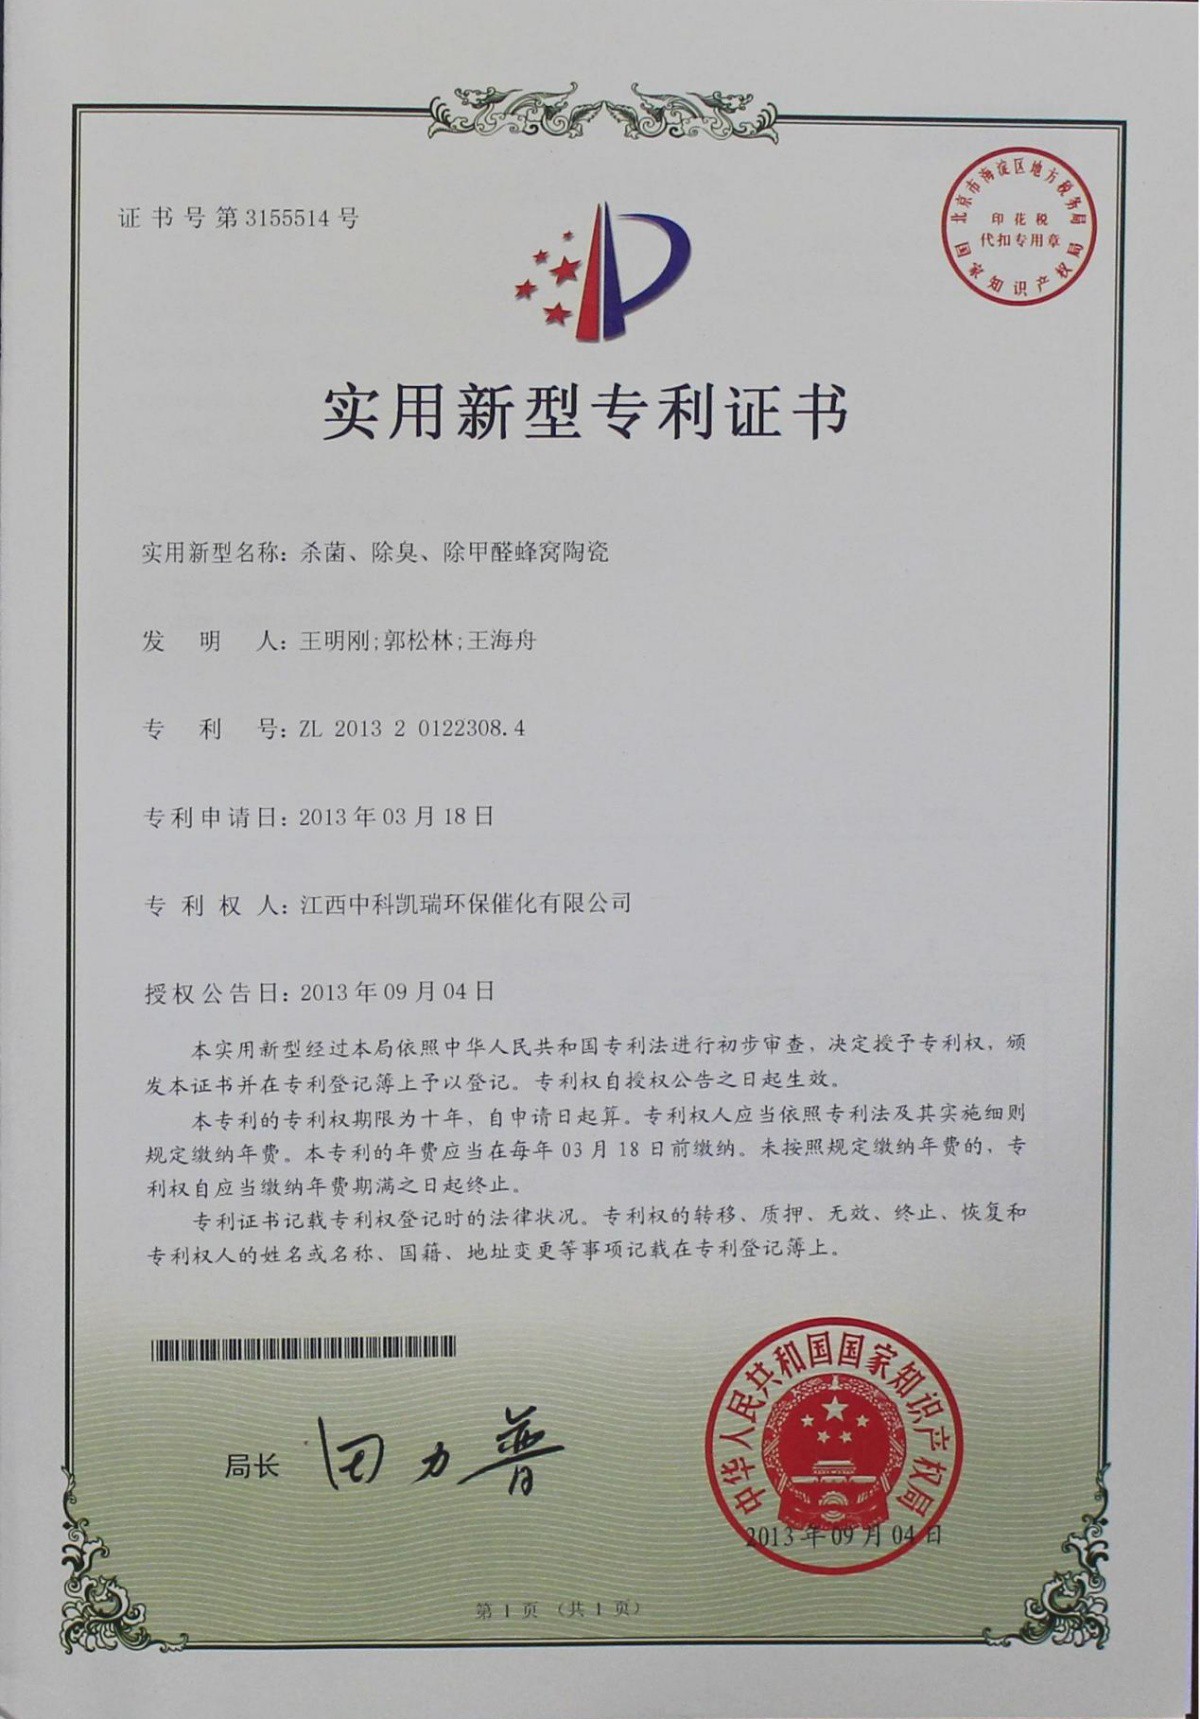 证书号第3155514号
北京市海淀区地方税务局
印花税
代扣专用章
国家知识产权局
实用新型专利证书
实用新型名称：杀菌、除臭、除甲醛蜂窝陶瓷
发明人：王明刚;郭松林;王海舟
专利号：ZL 2013 2 0122308.4
专利申请日：2013年03月18日
专利权人：江西中科凯瑞环保催化有限公司
授权公告日：2013年09月04日
本实用新型经过本局依照中华人民共和国专利法进行初步审查，决定授予专利权，颁
发本证书并在专利登记簿上予以登记。专利权自授权公告之日起生效。
本专利的专利权期限为十年，自申请日起算。专利权人应当依照专利法及其实施细则
规定缴纳年费。本专利的年费应当在每年03月18日前缴纳。未按照规定缴纳年费的，专
利权自应当缴纳年费期满之日起终止。
专利证书记载专利权登记时的法律状况。专利权的转移、质押、无效、终止、恢复和
专利权人的姓名或名称、国籍、地址变更等事项记载在专利登记簿上。
局长 田力普
中华人民共和国国家知识产权局
2013年09月04日
第1页（共1页）